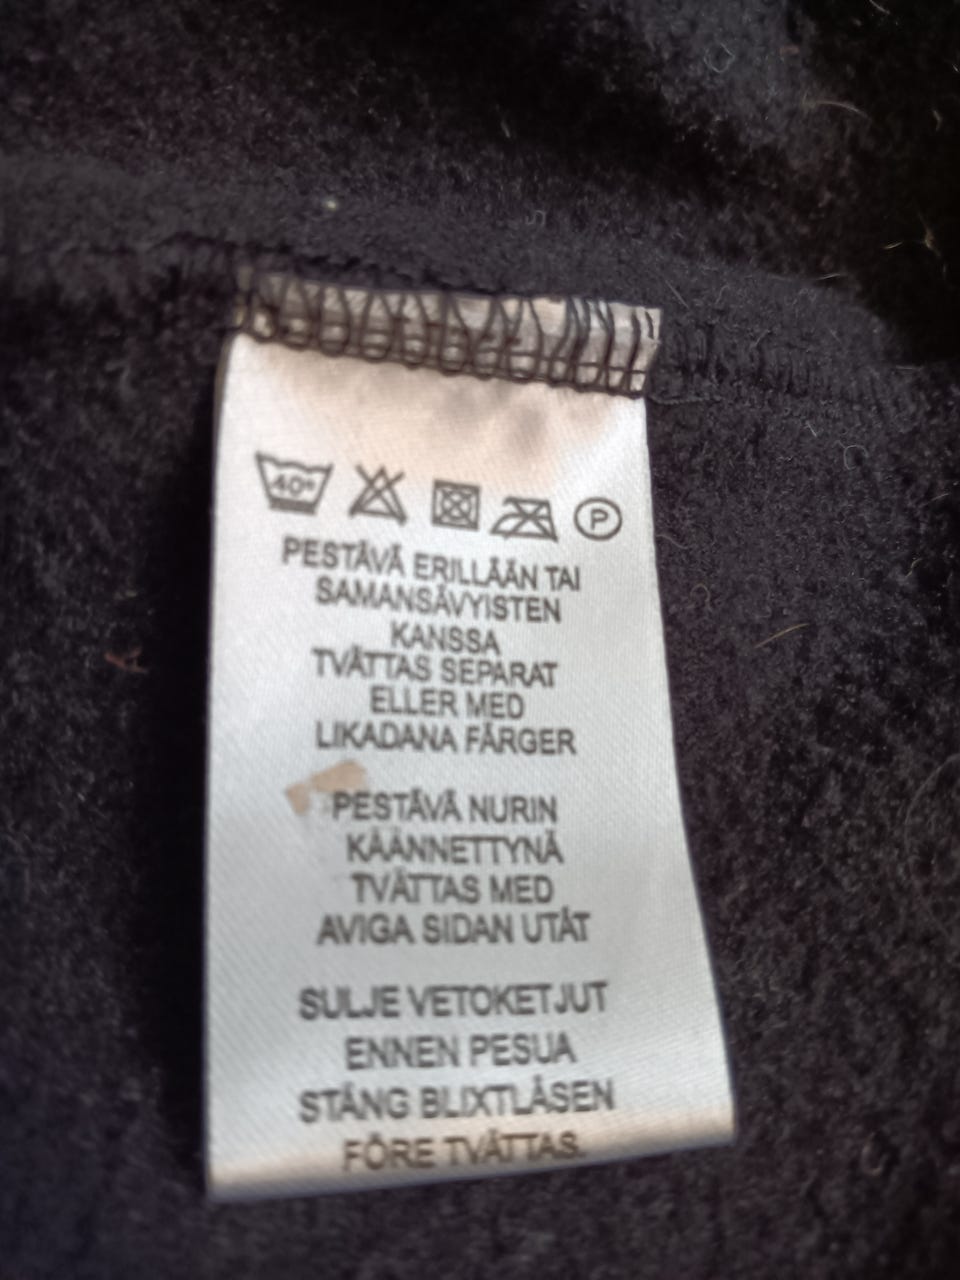 40°
P
PESTÄVÄ ERILLÄÄN TAI
SAMANSÄVYISTEN
KANSSA
TVÄTTAS SEPARAT
ELLER MED
LIKADANA FÄRGER
PESTÄVÄ NURIN
KÄÄNNETTYNÄ
TVÄTTAS MED
AVIGA SIDAN UTÅT
SULJE VETOKETJUT
ENNEN PESUA
STÄNG BLIXTLÅSEN
FÖRE TVÄTTAS.